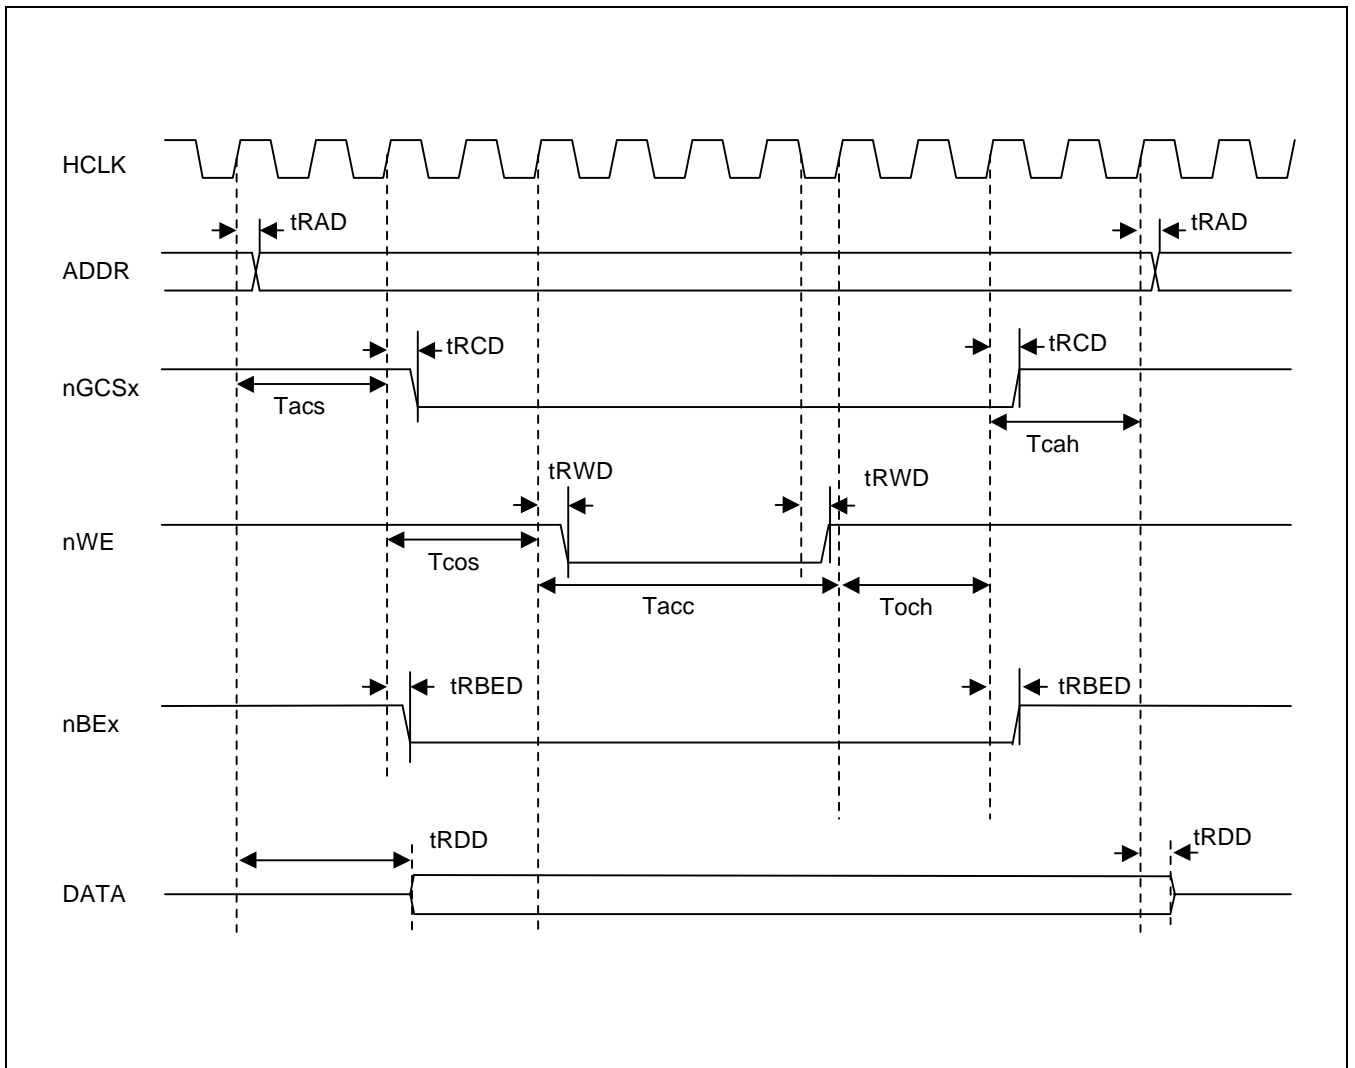 HCLK
tRAD
tRAD
ADDR
tRCD
tRCD
nGCSx
Tacs
Tcah
tRWD
tRWD
nWE
Tcos
Tacc
Toch
tRBED
tRBED
nBEx
tRDD
tRDD
DATA